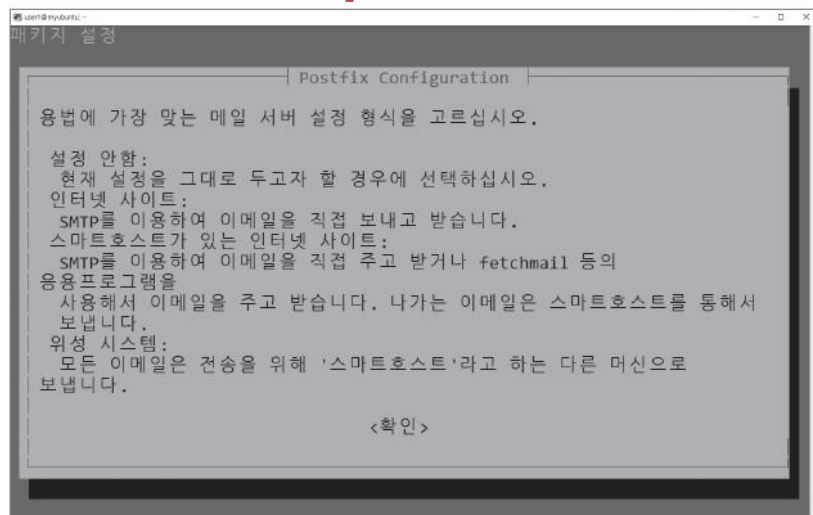 user1@myubuntu: ~
패키지 설정
Postfix Configuration
용법에 가장 맞는 메일 서버 설정 형식을 고르십시오.
설정 안함:
현재 설정을 그대로 두고자 할 경우에 선택하십시오.
인터넷 사이트:
SMTP를 이용하여 이메일을 직접 보내고 받습니다.
스마트호스트가 있는 인터넷 사이트:
SMTP를 이용하여 이메일을 직접 주고 받거나 fetchmail 등의
응용프로그램을
사용해서 이메일을 주고 받습니다. 나가는 이메일은 스마트호스트를 통해서
보냅니다.
위성 시스템:
모든 이메일은 전송을 위해 '스마트호스트'라고 하는 다른 머신으로
보냅니다.
<확인>